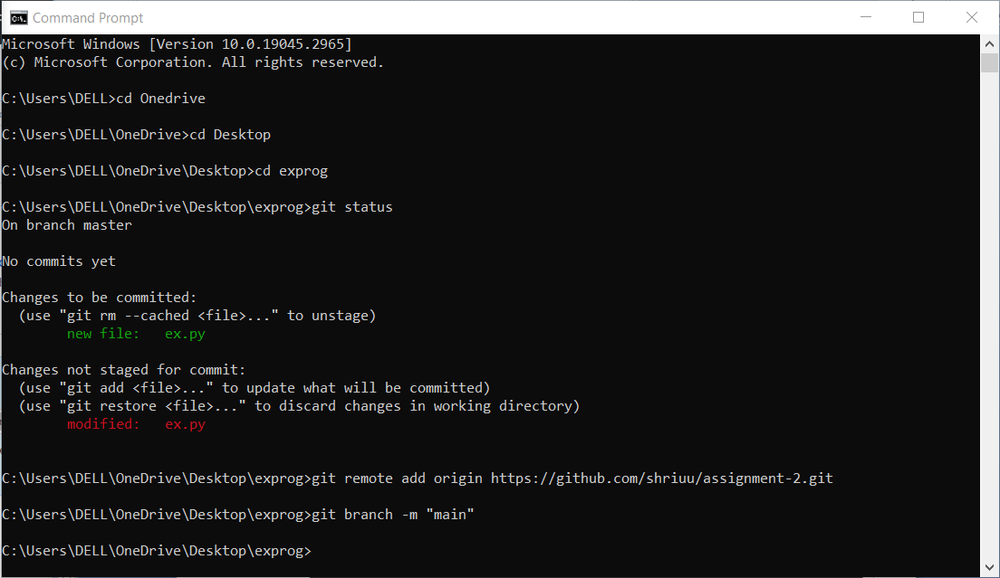 Command Prompt
Microsoft Windows [Version 10.0.19045.2965]
(c) Microsoft Corporation. All rights reserved.
C:\Users\DELL>cd Onedrive
C:\Users\DELL\OneDrive>cd Desktop
C:\Users\DELL\OneDrive\Desktop>cd exprog
C:\Users\DELL\OneDrive\Desktop\exprog>git status
On branch master
No commits yet
Changes to be committed:
  (use "git rm --cached <file>..." to unstage)
        new file:   ex.py
Changes not staged for commit:
  (use "git add <file>..." to update what will be committed)
  (use "git restore <file>..." to discard changes in working directory)
        modified:   ex.py
C:\Users\DELL\OneDrive\Desktop\exprog>git remote add origin https://github.com/shriuu/assignment-2.git
C:\Users\DELL\OneDrive\Desktop\exprog>git branch -m "main"
C:\Users\DELL\OneDrive\Desktop\exprog>